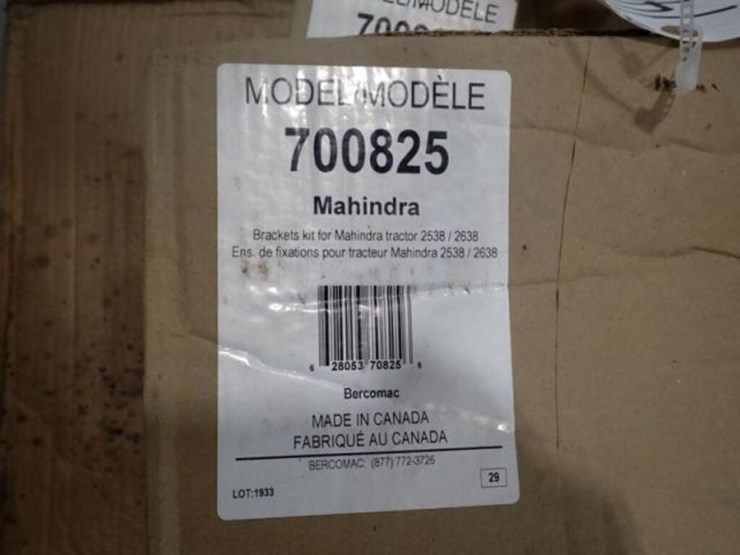 MODÈLE
MODEL/MODÈLE
700825
Mahindra
Brackets kit for Mahindra tractor 2538 / 2638
Ens. de fixations pour tracteur Mahindra 2538 / 2638
6 28053 70825 6
Bercomac
MADE IN CANADA
FABRIQUÉ AU CANADA
BERCOMAC: (877) 772-3726
29
LOT:1933